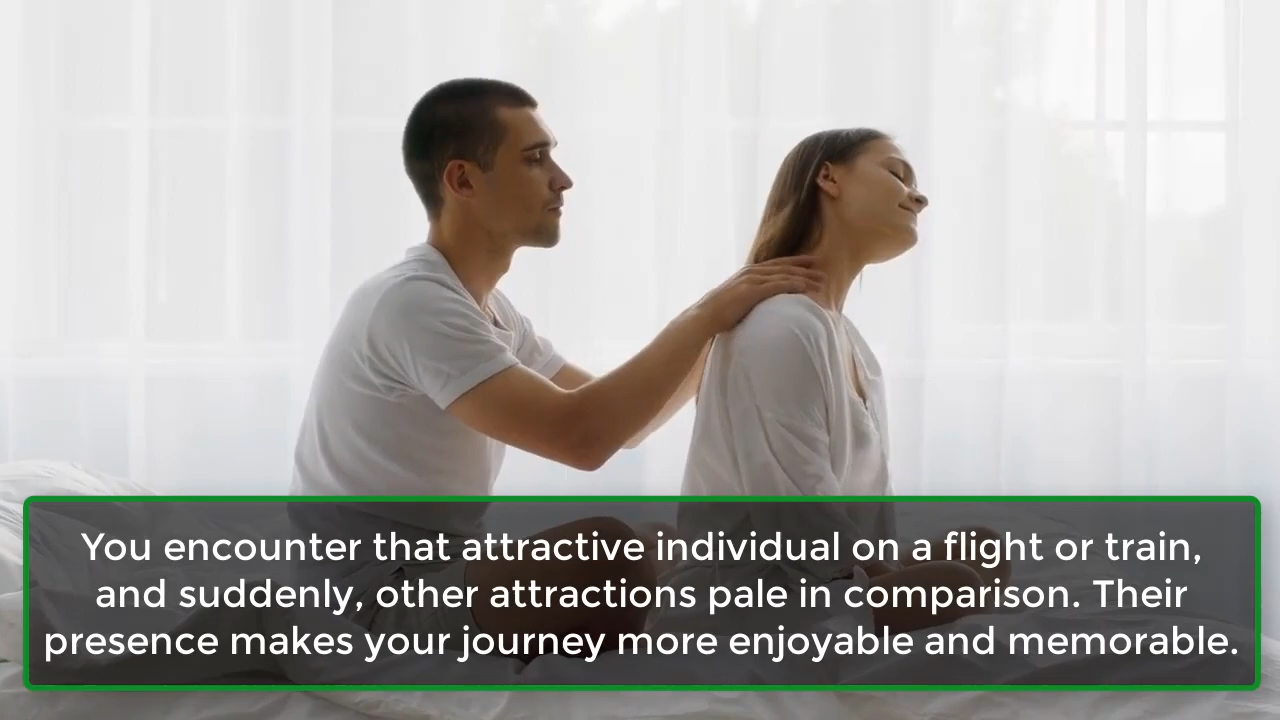 You encounter that attractive individual on a flight or train,
and suddenly, other attractions pale in comparison. Their
presence makes your journey more enjoyable and memorable.